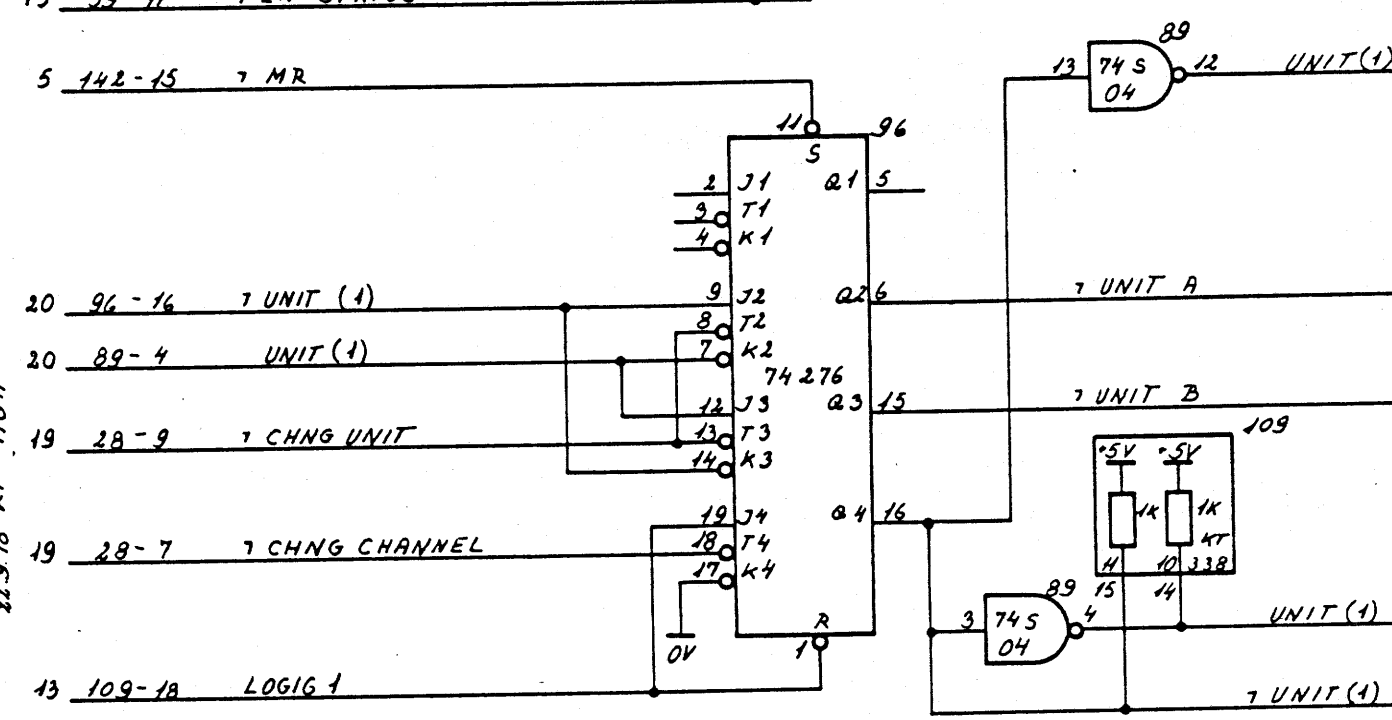 89
5 142-15 ¬ MR
13 74S 04 12 UNIT(1)
11 96
S
2 J1 Q1 5
3 T1
4 K1
20 96-16 ¬ UNIT (1) 9 J2 Q2 6 ¬ UNIT A
8 T2
20 89-4 UNIT(1) 7 K2
74276
12 J3 Q3 15 ¬ UNIT B
19 28-9 ¬ CHNG UNIT 13 T3
14 K3
109
+5V +5V
1K 1K
KT
11 10 338
15 14
19 J4 Q4 16
19 28-7 ¬ CHNG CHANNEL 18 T4
17 K4
0V
R
1
89
3 74S 04 4 UNIT(1)
13 109-18 LOGIG 1
¬ UNIT(1)